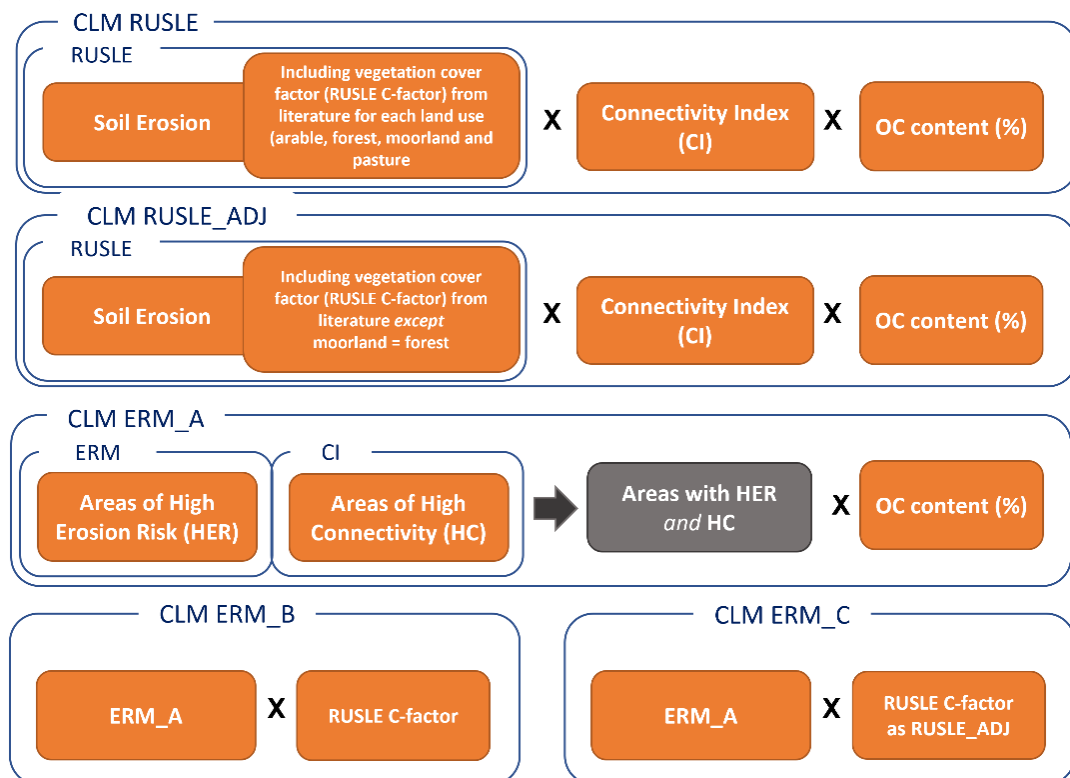 CLM RUSLE
RUSLE
Soil Erosion
Including vegetation cover
factor (RUSLE C-factor) from
literature for each land use
(arable, forest, moorland and
pasture
X
Connectivity Index
(CI)
X
OC content (%)
CLM RUSLE_ADJ
RUSLE
Soil Erosion
Including vegetation cover
factor (RUSLE C-factor) from
literature except
moorland = forest
X
Connectivity Index
(CI)
X
OC content (%)
CLM ERM_A
ERM
Areas of High
Erosion Risk (HER)
CI
Areas of High
Connectivity (HC)
Areas with HER
and HC
X
OC content (%)
CLM ERM_B
ERM_A
X
RUSLE C-factor
CLM ERM_C
ERM_A
X
RUSLE C-factor
as RUSLE_ADJ